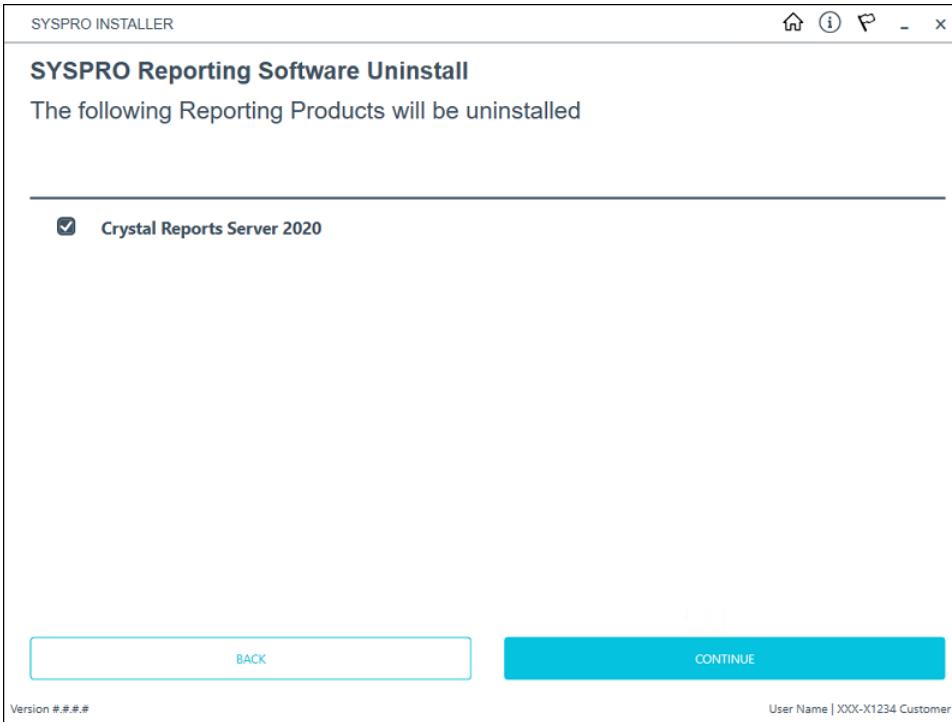 SYSPRO INSTALLER
SYSPRO Reporting Software Uninstall
The following Reporting Products will be uninstalled
Crystal Reports Server 2020
BACK
CONTINUE
Version #.#.#.#
User Name | XXX-X1234 Customer